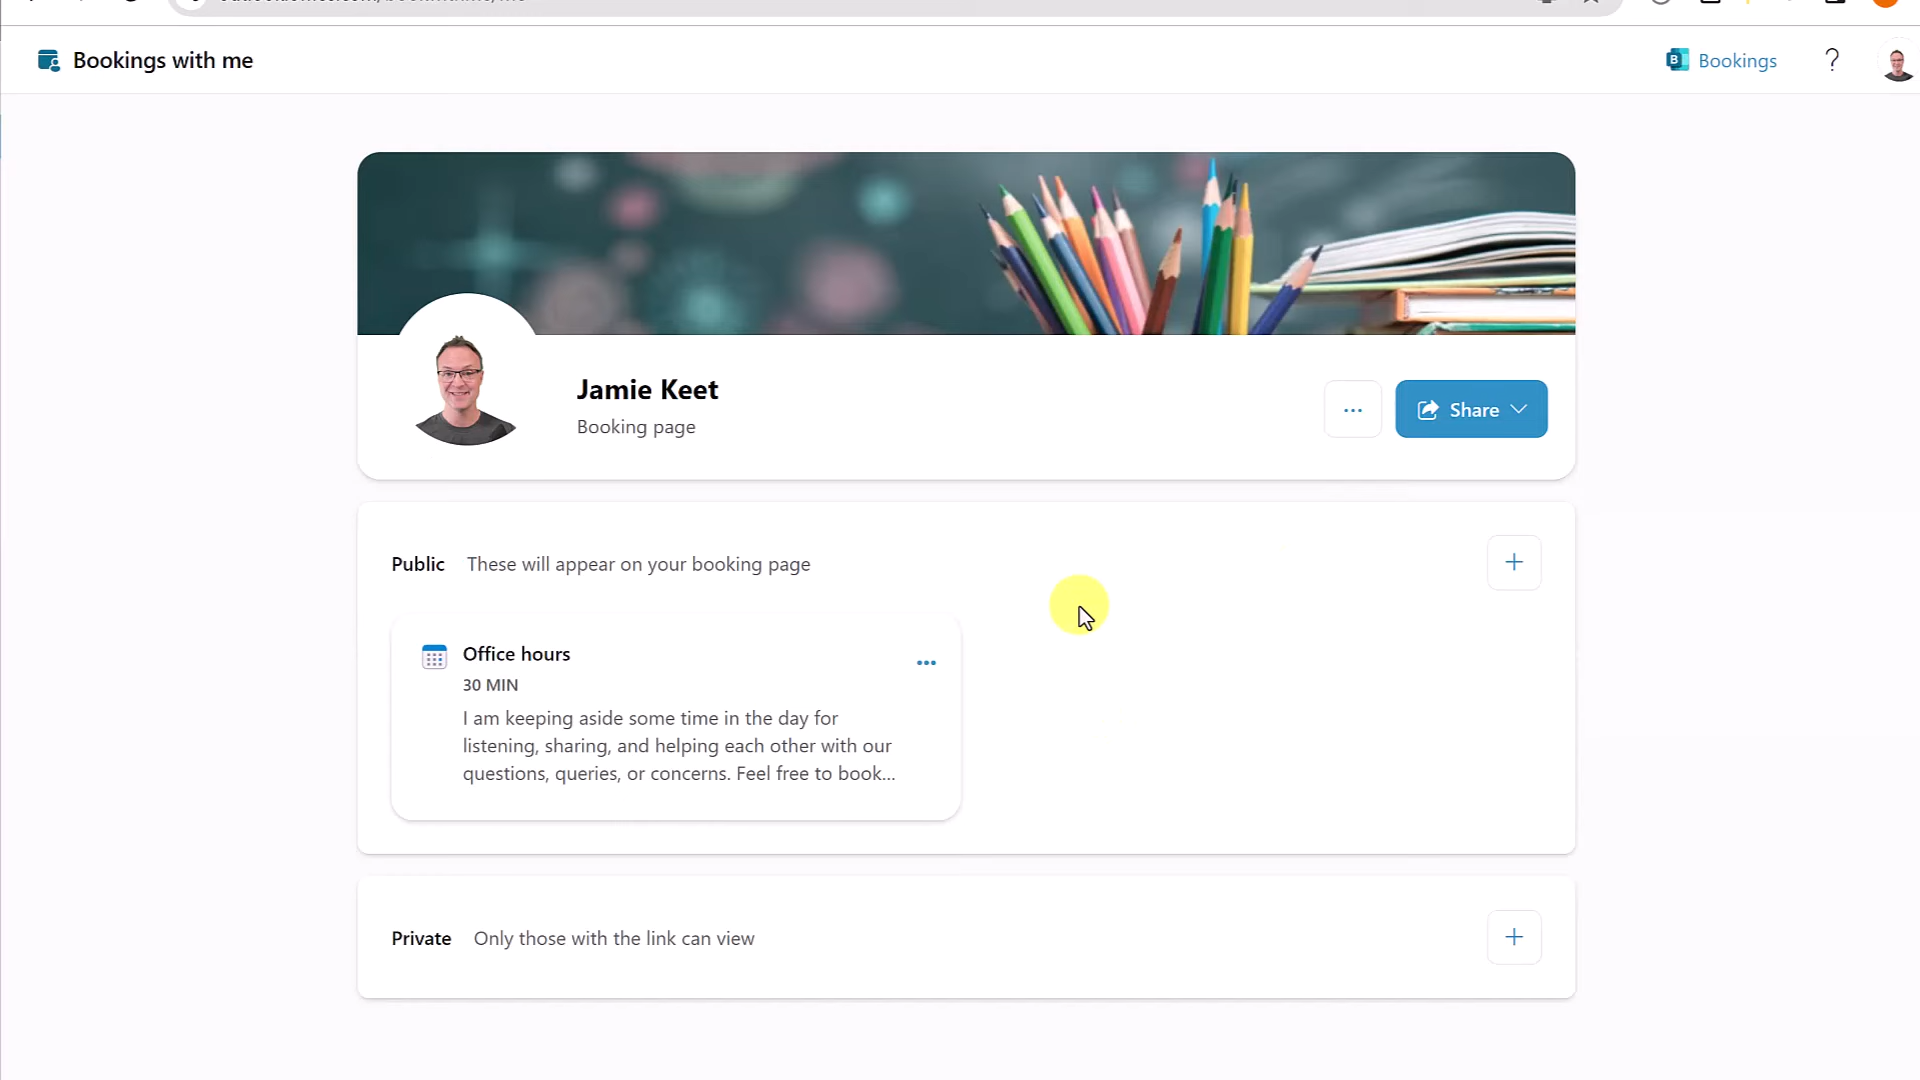 Bookings with me
B Bookings ?
Jamie Keet
Booking page
... Share
Public These will appear on your booking page
+
Office hours
...
30 MIN
I am keeping aside some time in the day for
listening, sharing, and helping each other with our
questions, queries, or concerns. Feel free to book...
Private Only those with the link can view
+